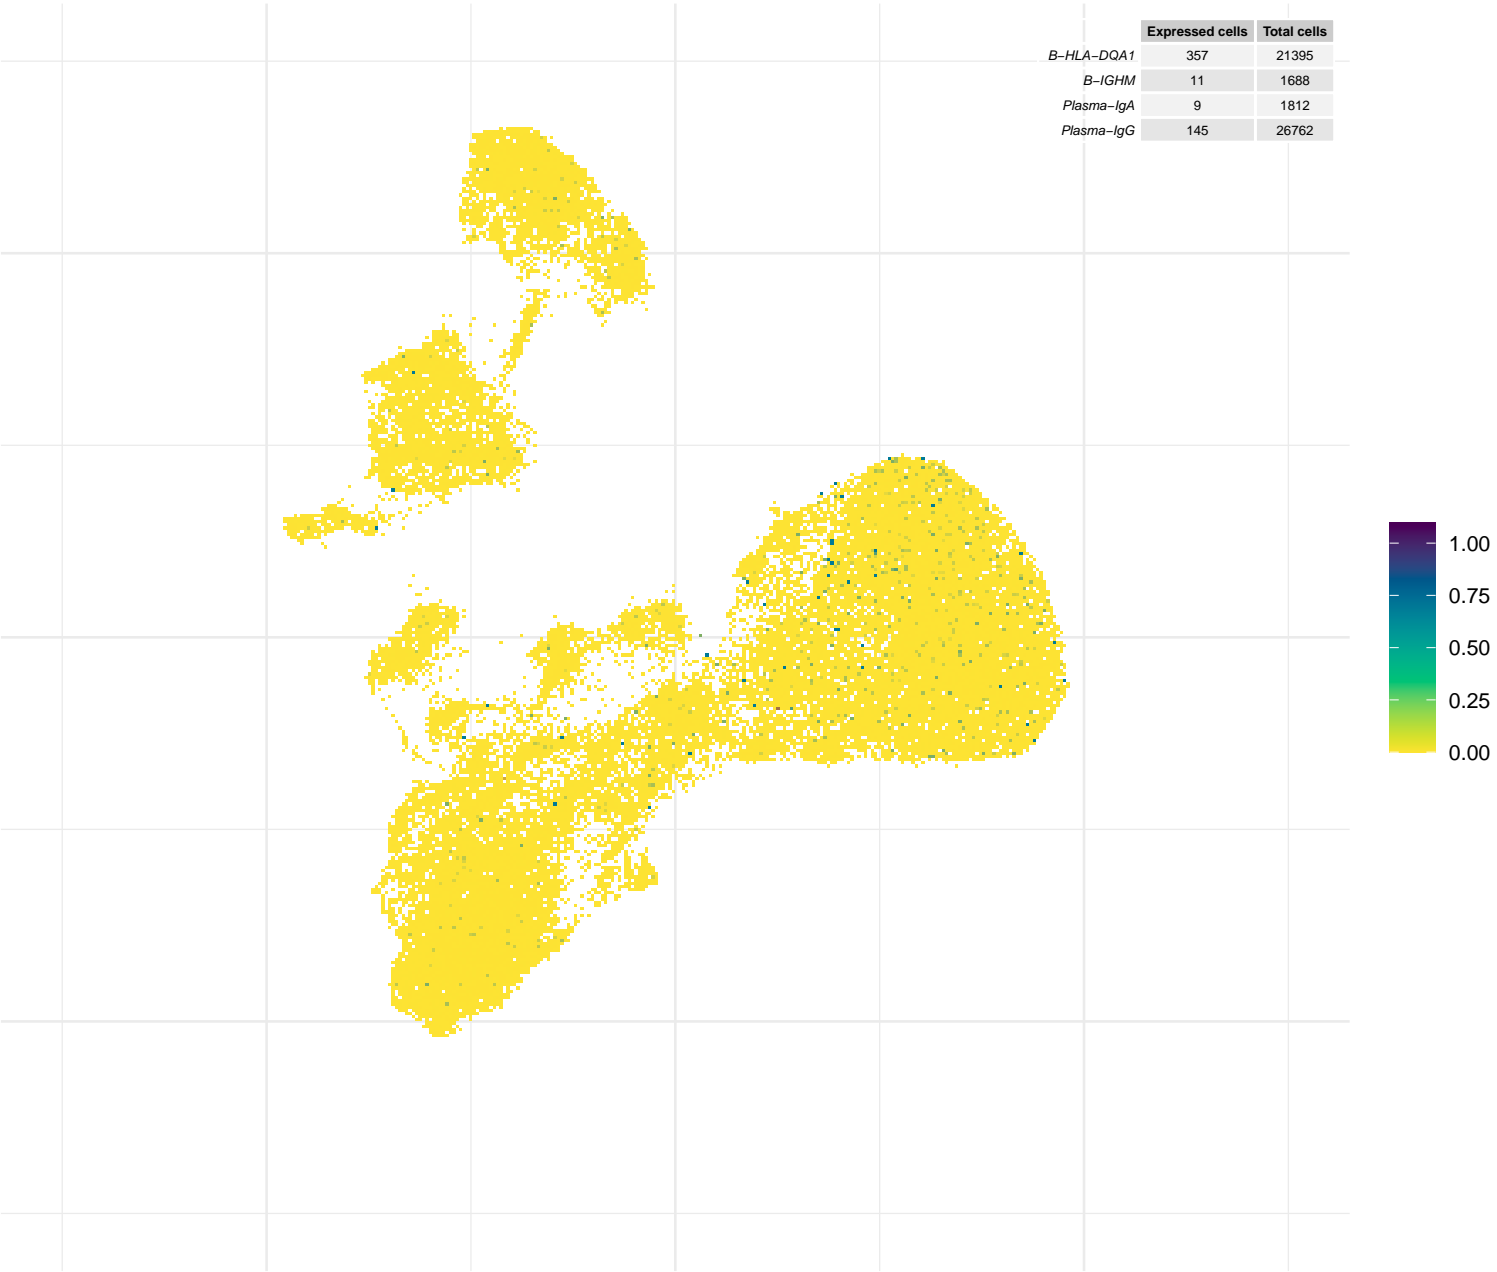 Expressed cells Total cells
B−HLA−DQA1 357 21395
B−IGHM 11 1688
Plasma−IgA 9 1812
Plasma−IgG 145 26762
1.00
0.75
0.50
0.25
0.00